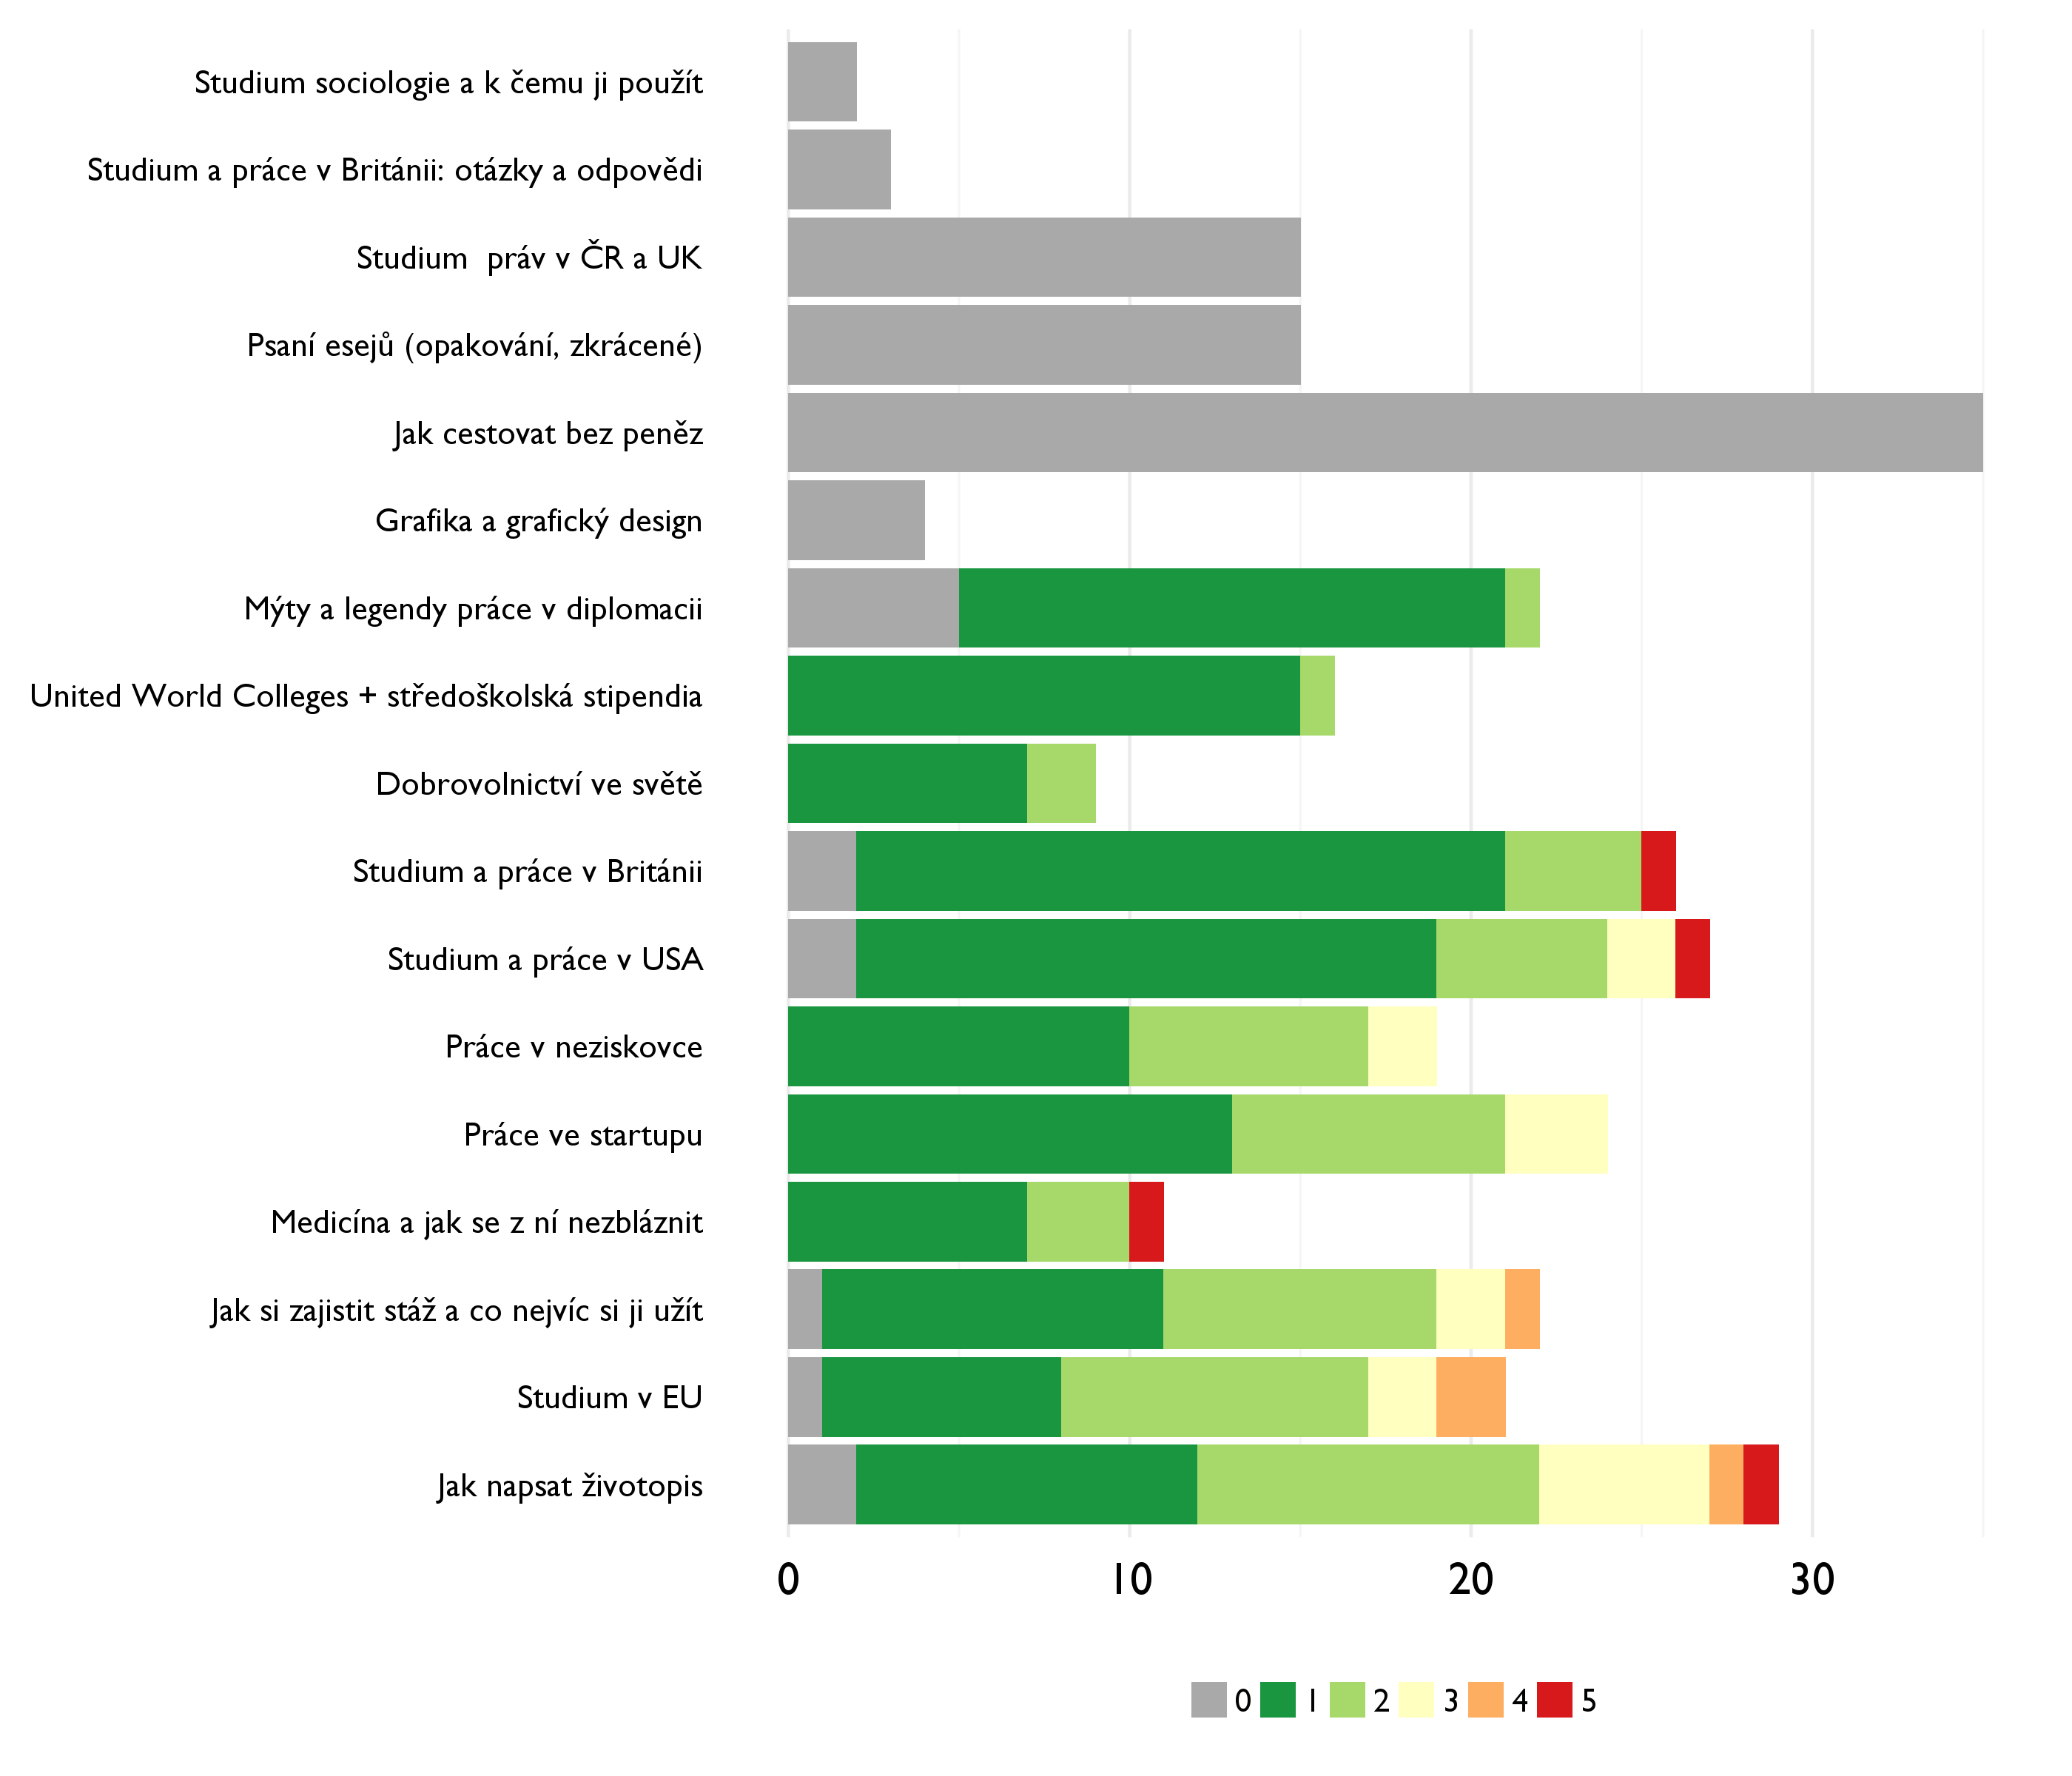 Studium sociologie a k čemu ji použít
Studium a práce v Británii: otázky a odpovědi
Studium  práv v ČR a UK
Psaní esejů (opakování, zkrácené)
Jak cestovat bez peněz
Grafika a grafický design
Mýty a legendy práce v diplomacii
United World Colleges + středoškolská stipendia
Dobrovolnictví ve světě
Studium a práce v Británii
Studium a práce v USA
Práce v neziskovce
Práce ve startupu
Medicína a jak se z ní nezbláznit
Jak si zajistit stáž a co nejvíc si ji užít
Studium v EU
Jak napsat životopis
0 10 20 30
0 1 2 3 4 5